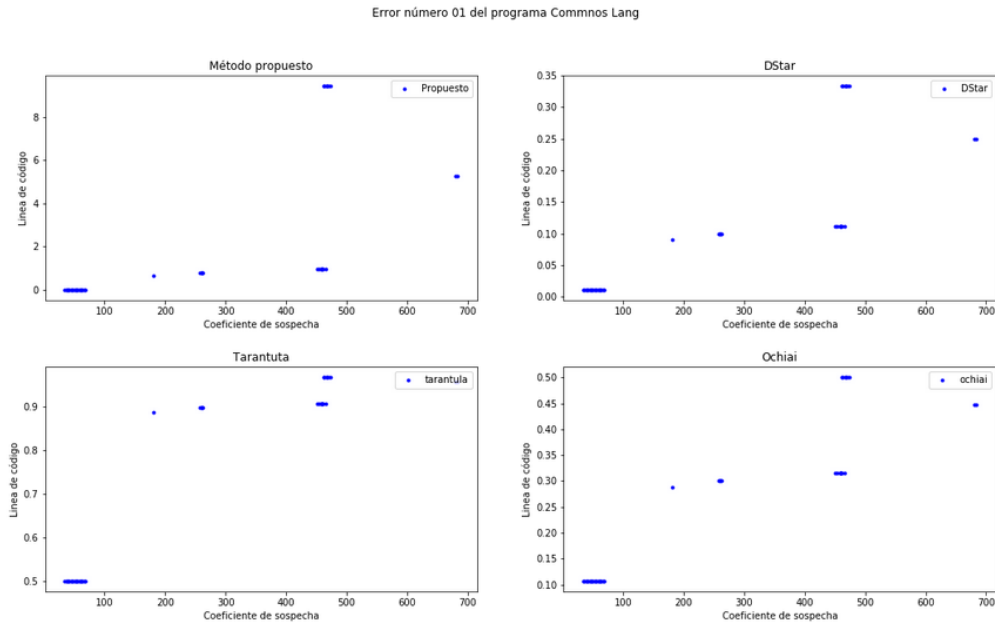 Error número 01 del programa Commnos Lang
Método propuesto
Propuesto
8
6
4
2
0
Linea de código
100 200 300 400 500 600 700
Coeficiente de sospecha
DStar
DStar
0.35
0.30
0.25
0.20
0.15
0.10
0.05
0.00
Linea de código
100 200 300 400 500 600 700
Coeficiente de sospecha
Tarantuta
tarantula
0.9
0.8
0.7
0.6
0.5
Linea de código
100 200 300 400 500 600 700
Coeficiente de sospecha
Ochiai
ochiai
0.50
0.45
0.40
0.35
0.30
0.25
0.20
0.15
0.10
Linea de código
100 200 300 400 500 600 700
Coeficiente de sospecha